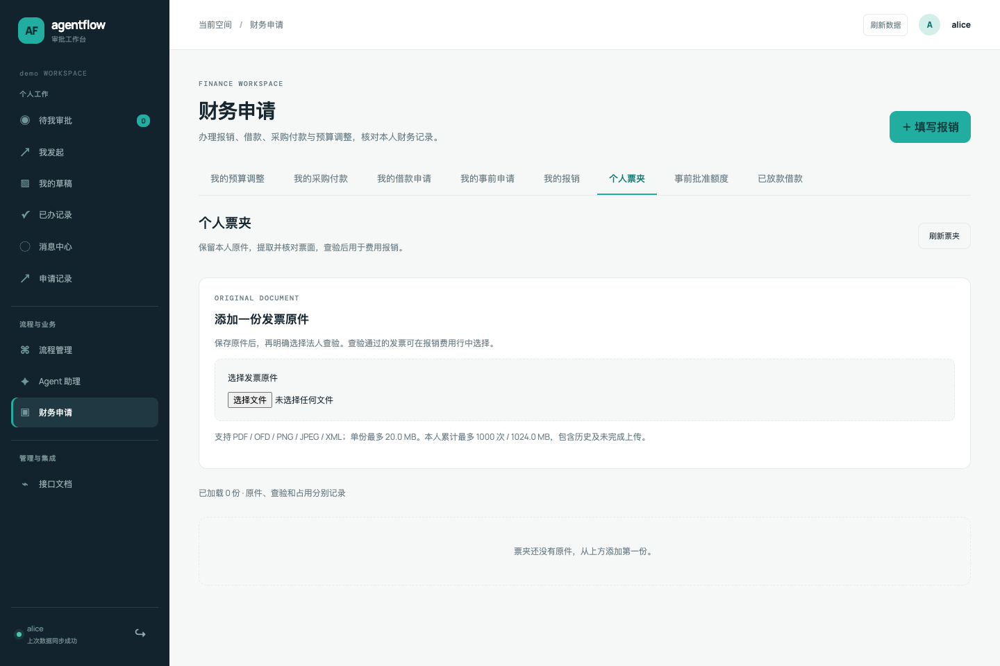 AF
agentflow
审批工作台
demo WORKSPACE
个人工作
待我审批
0
我发起
我的草稿
已办记录
消息中心
申请记录
流程与业务
流程管理
Agent 助理
财务申请
管理与集成
接口文档
alice
上次数据同步成功
当前空间 / 财务申请
刷新数据
A
alice
FINANCE WORKSPACE
财务申请
办理报销、借款、采购付款与预算调整，核对本人财务记录。
+ 填写报销
我的预算调整
我的采购付款
我的借款申请
我的事前申请
我的报销
个人票夹
事前批准额度
已放款借款
个人票夹
保留本人原件，提取并核对票面，查验后用于费用报销。
刷新票夹
ORIGINAL DOCUMENT
添加一份发票原件
保存原件后，再明确选择法人查验。查验通过的发票可在报销费用行中选择。
选择发票原件
选择文件 未选择任何文件
支持 PDF / OFD / PNG / JPEG / XML；单份最多 20.0 MB。本人累计最多 1000 次 / 1024.0 MB，包含历史及未完成上传。
已加载 0 份 · 原件、查验和占用分别记录
票夹还没有原件，从上方添加第一份。